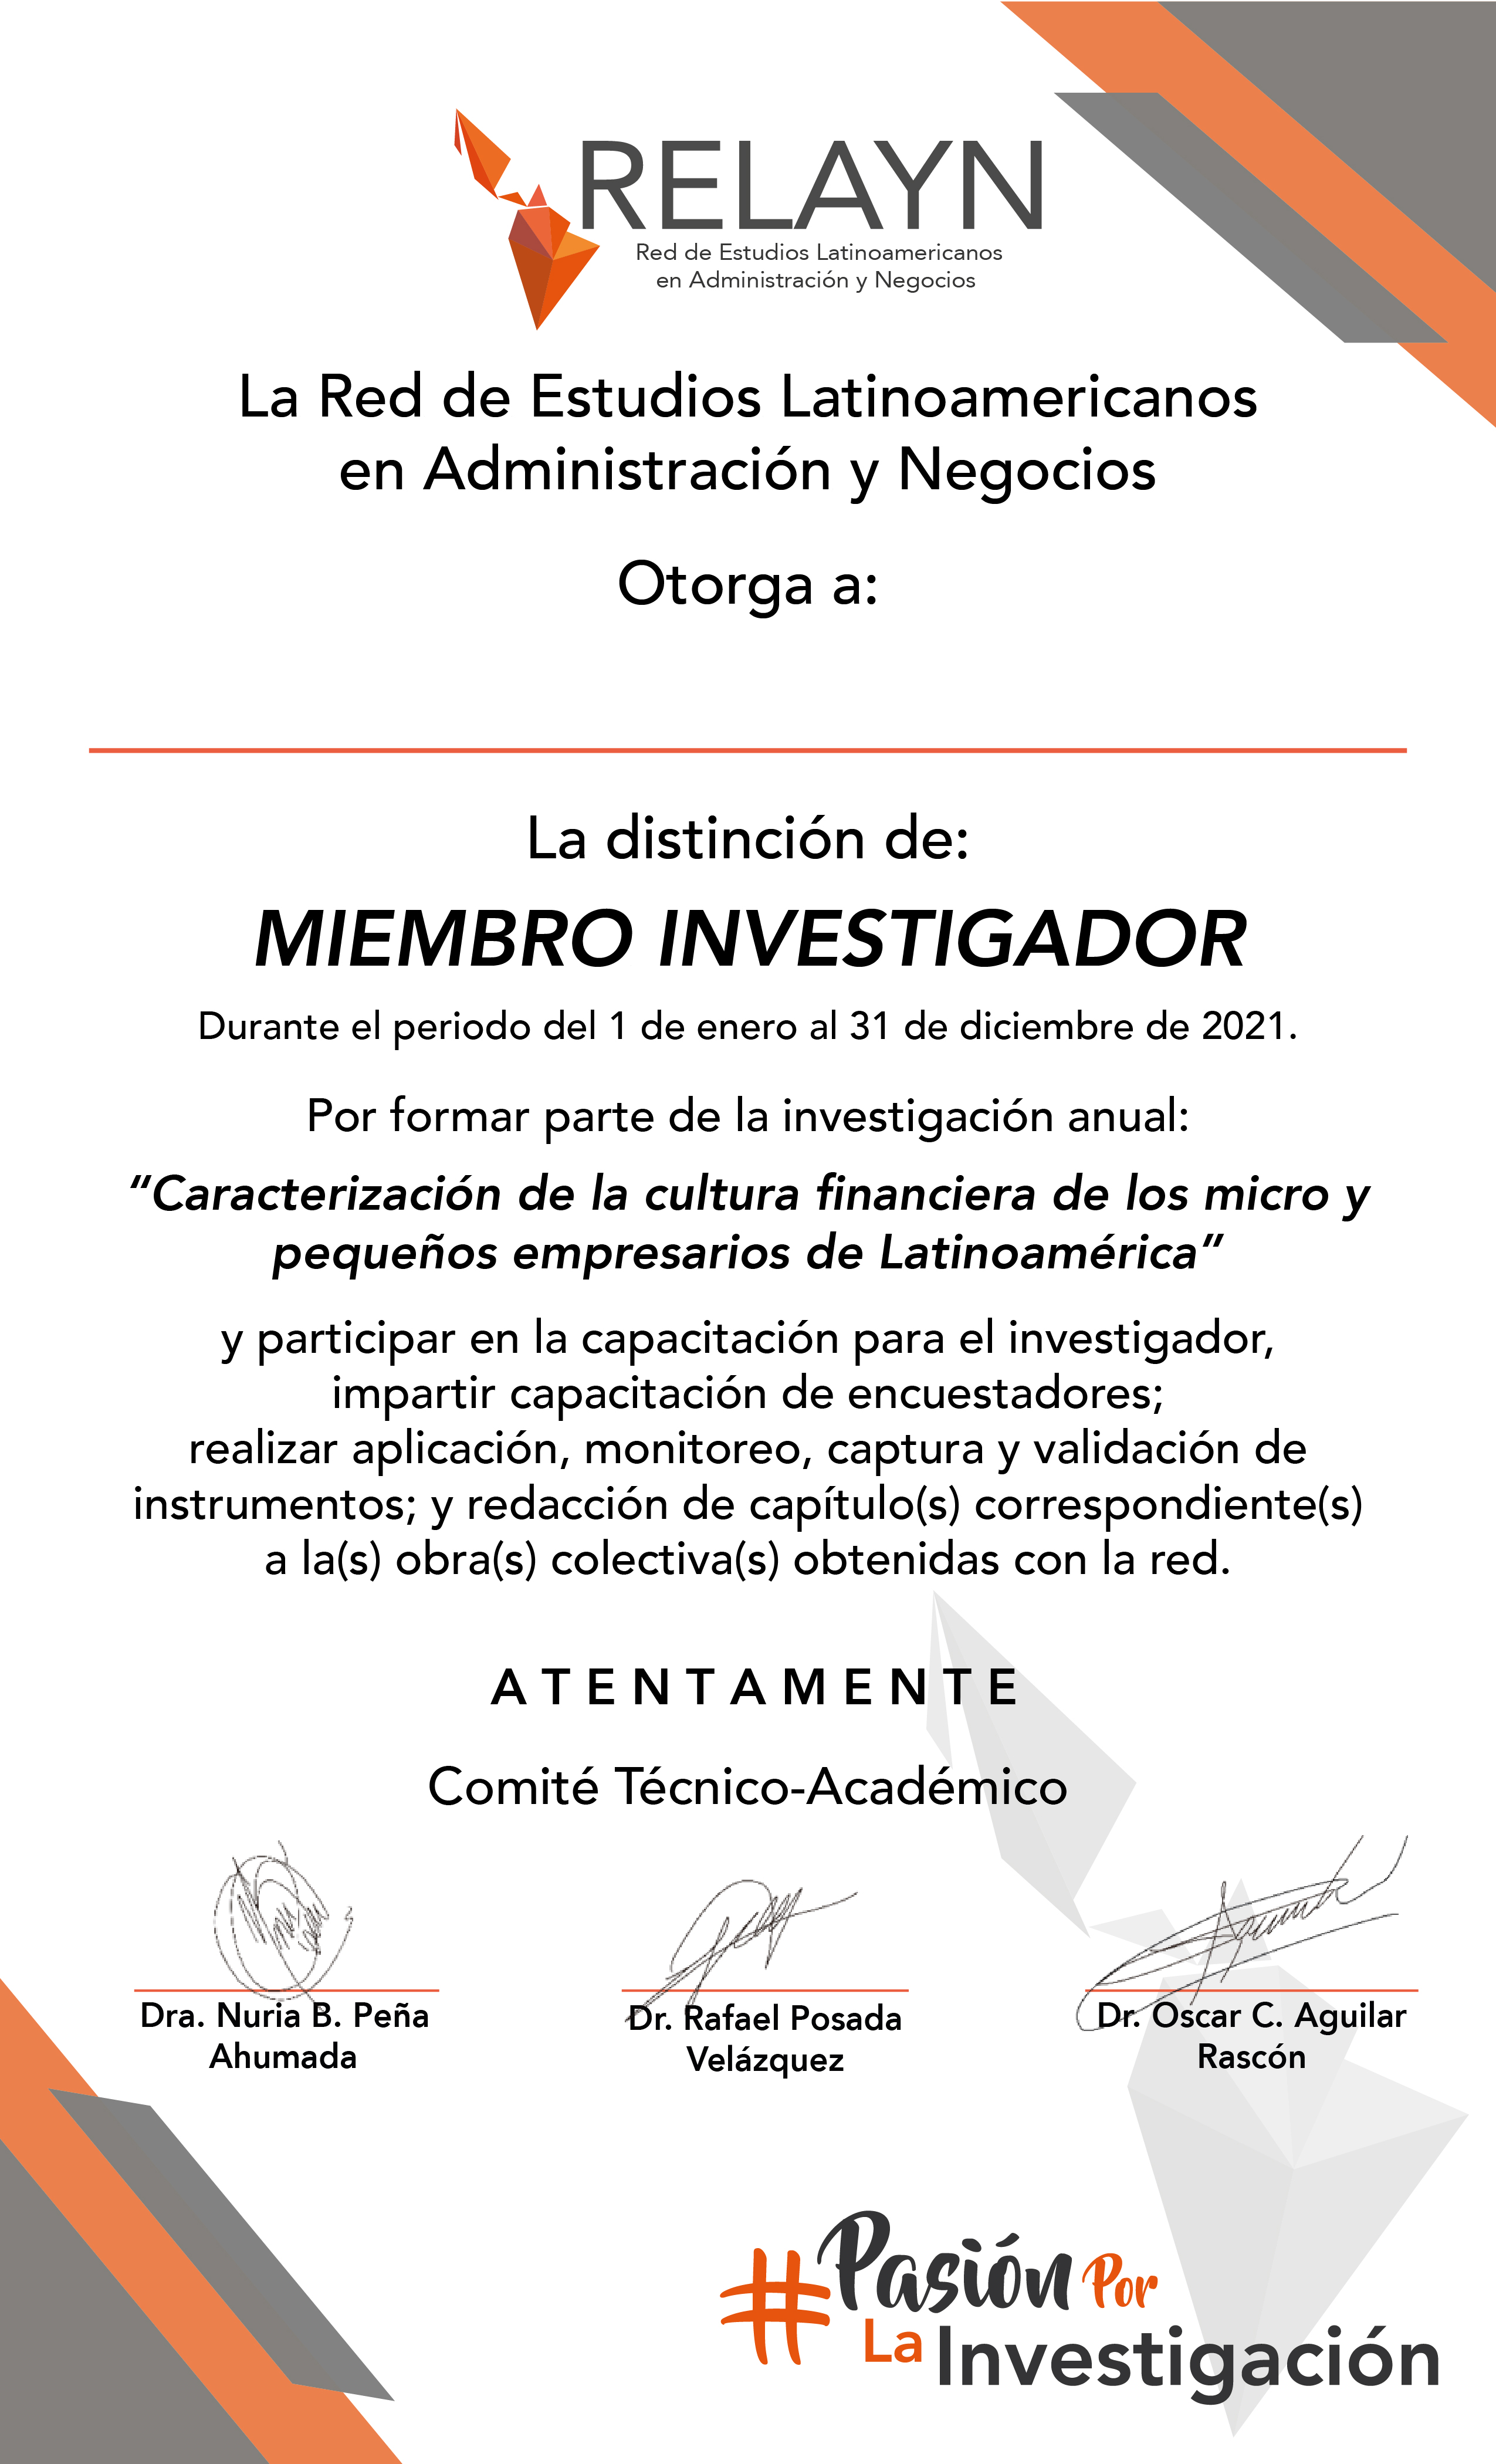 RELAYN
Red de Estudios Latinoamericanos
en Administración y Negocios
La Red de Estudios Latinoamericanos
en Administración y Negocios
Otorga a:
La distinción de:
MIEMBRO INVESTIGADOR
Durante el periodo del 1 de enero al 31 de diciembre de 2021.
Por formar parte de la investigación anual:
“Caracterización de la cultura financiera de los micro y
pequeños empresarios de Latinoamérica”
y participar en la capacitación para el investigador,
impartir capacitación de encuestadores;
realizar aplicación, monitoreo, captura y validación de
instrumentos; y redacción de capítulo(s) correspondiente(s)
a la(s) obra(s) colectiva(s) obtenidas con la red.
ATENTAMENTE
Comité Técnico-Académico
Dra. Nuria B. Peña
Ahumada
Dr. Rafael Posada
Velázquez
Dr. Oscar C. Aguilar
Rascón
#Pasión Por
La Investigación